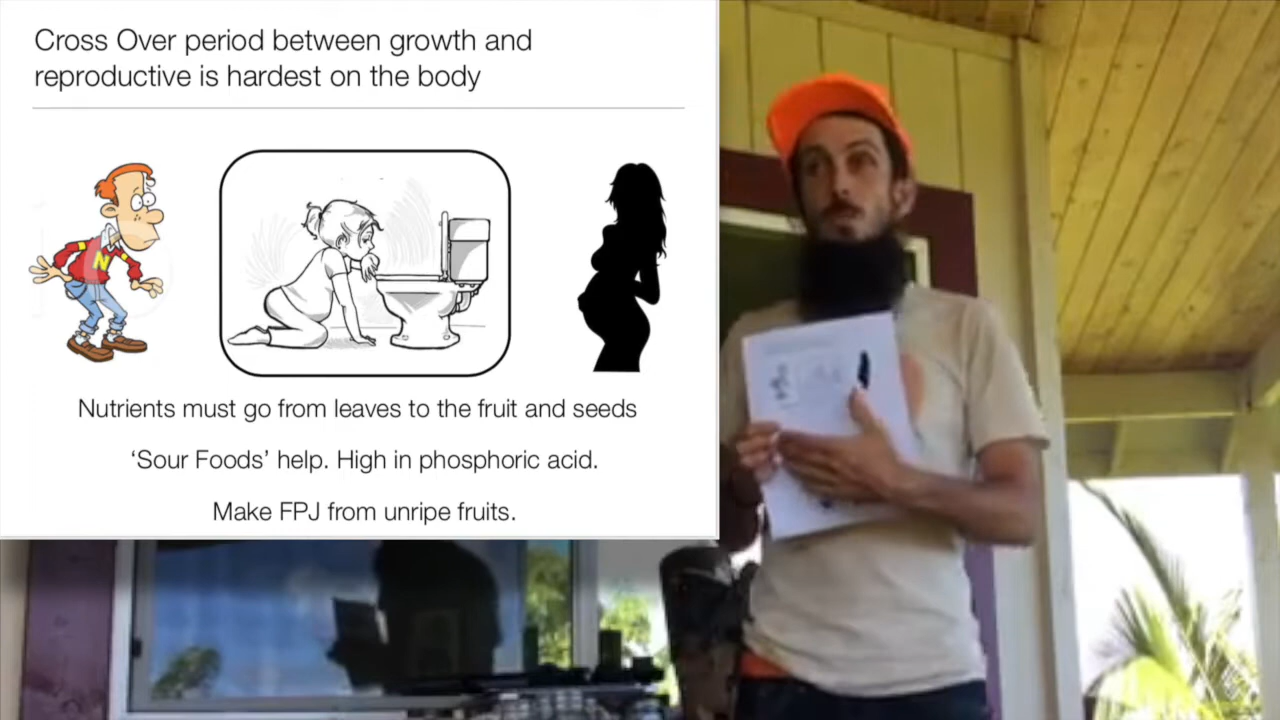 Cross Over period between growth and
reproductive is hardest on the body
N
Nutrients must go from leaves to the fruit and seeds
‘Sour Foods’ help. High in phosphoric acid.
Make FPJ from unripe fruits.